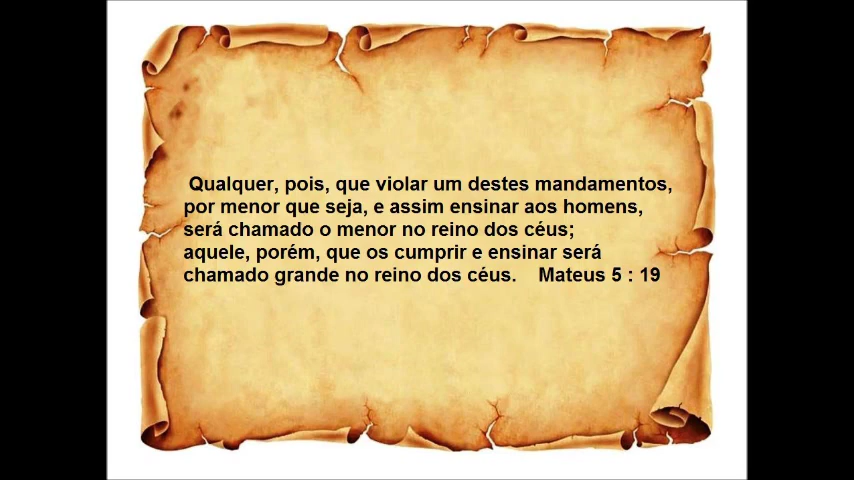 Qualquer, pois, que violar um destes mandamentos,
por menor que seja, e assim ensinar aos homens,
será chamado o menor no reino dos céus;
aquele, porém, que os cumprir e ensinar será
chamado grande no reino dos céus.    Mateus 5 : 19